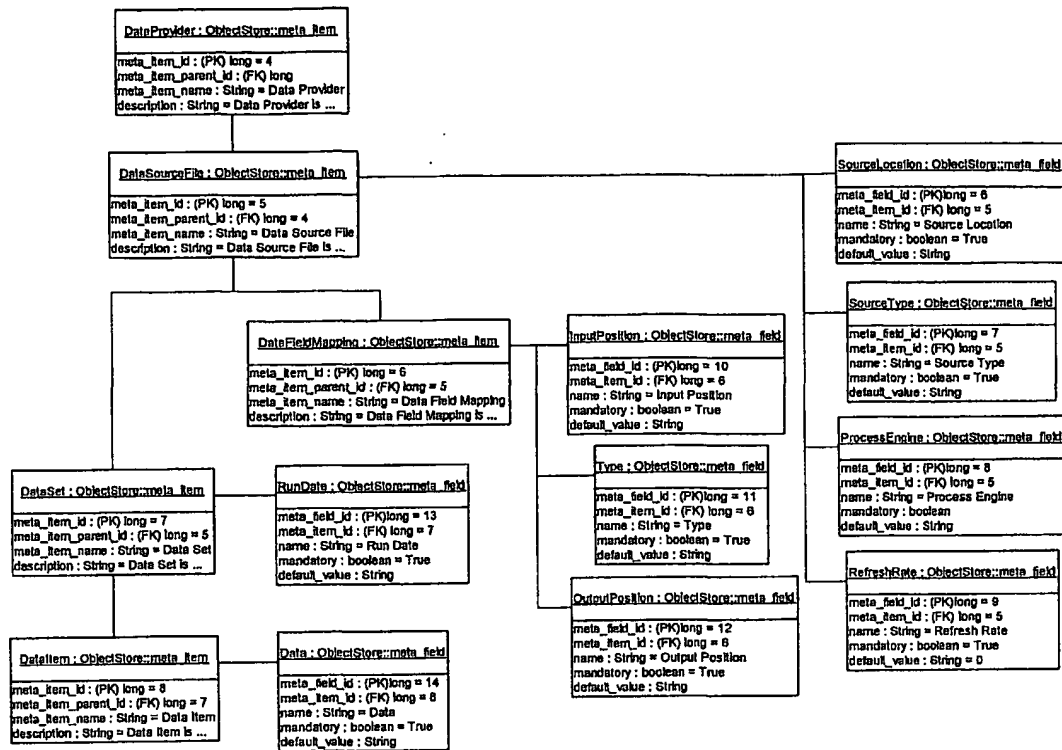 DataProvider : ObjectStore::meta_item
meta_item_id : (PK) long = 4
meta_item_parent_id : (FK) long
meta_item_name : String = Data Provider
description : String = Data Provider is ...
DataSourceFile : ObjectStore::meta_item
meta_item_id : (PK) long = 5
meta_item_parent_id : (FK) long = 4
meta_item_name : String = Data Source File
description : String = Data Source File is ...
SourceLocation : ObjectStore::meta_field
meta_field_id : (PK)long = 6
meta_item_id : (FK) long = 5
name : String = Source Location
mandatory : boolean = True
default_value : String
SourceType : ObjectStore::meta_field
meta_field_id : (PK)long = 7
meta_item_id : (FK) long = 5
name : String = Source Type
mandatory : boolean = True
default_value : String
DataFieldMapping : ObjectStore::meta_item
meta_item_id : (PK) long = 6
meta_item_parent_id : (FK) long = 5
meta_item_name : String = Data Field Mapping
description : String = Data Field Mapping is ...
InputPosition : ObjectStore::meta_field
meta_field_id : (PK)long = 10
meta_item_id : (FK) long = 6
name : String = Input Position
mandatory : boolean = True
default_value : String
ProcessEngine : ObjectStore::meta_field
meta_field_id : (PK)long = 8
meta_item_id : (FK) long = 5
name : String = Process Engine
mandatory : boolean
default_value : String
Type : ObjectStore::meta_field
meta_field_id : (PK)long = 11
meta_item_id : (FK) long = 6
name : String = Type
mandatory : boolean = True
default_value : String
DataSet : ObjectStore::meta_item
meta_item_id : (PK) long = 7
meta_item_parent_id : (FK) long = 5
meta_item_name : String = Data Set
description : String = Data Set is ...
RunDate : ObjectStore::meta_field
meta_field_id : (PK)long = 13
meta_item_id : (FK) long = 7
name : String = Run Date
mandatory : boolean = True
default_value : String
RefreshRate : ObjectStore::meta_field
meta_field_id : (PK)long = 9
meta_item_id : (FK) long = 5
name : String = Refresh Rate
mandatory : boolean = True
default_value : String = 0
OutputPosition : ObjectStore::meta_field
meta_field_id : (PK)long = 12
meta_item_id : (FK) long = 6
name : String = Output Position
mandatory : boolean = True
default_value : String
DataItem : ObjectStore::meta_item
meta_item_id : (PK) long = 8
meta_item_parent_id : (FK) long = 7
meta_item_name : String = Data Item
description : String = Data Item is ...
Data : ObjectStore::meta_field
meta_field_id : (PK)long = 14
meta_item_id : (FK) long = 8
name : String = Data
mandatory : boolean = True
default_value : String